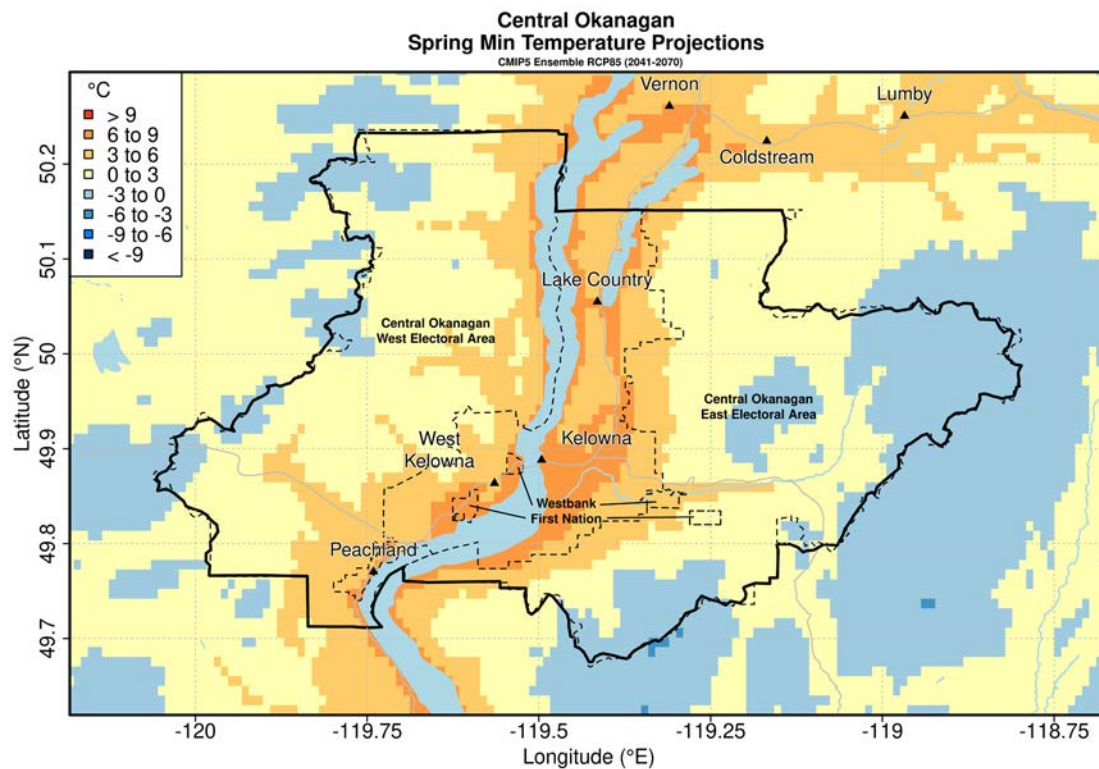 Central Okanagan
Spring Min Temperature Projections
CMIP5 Ensemble RCP85 (2041-2070)
°C
> 9
6 to 9
3 to 6
0 to 3
-3 to 0
-6 to -3
-9 to -6
< -9
Vernon
Lumby
Coldstream
Lake Country
Central Okanagan
West Electoral Area
Central Okanagan
East Electoral Area
West
Kelowna
Kelowna
Westbank
First Nation
Peachland
Latitude (°N)
50.2
50.1
50
49.9
49.8
49.7
-120
-119.75
-119.5
-119.25
-119
-118.75
Longitude (°E)